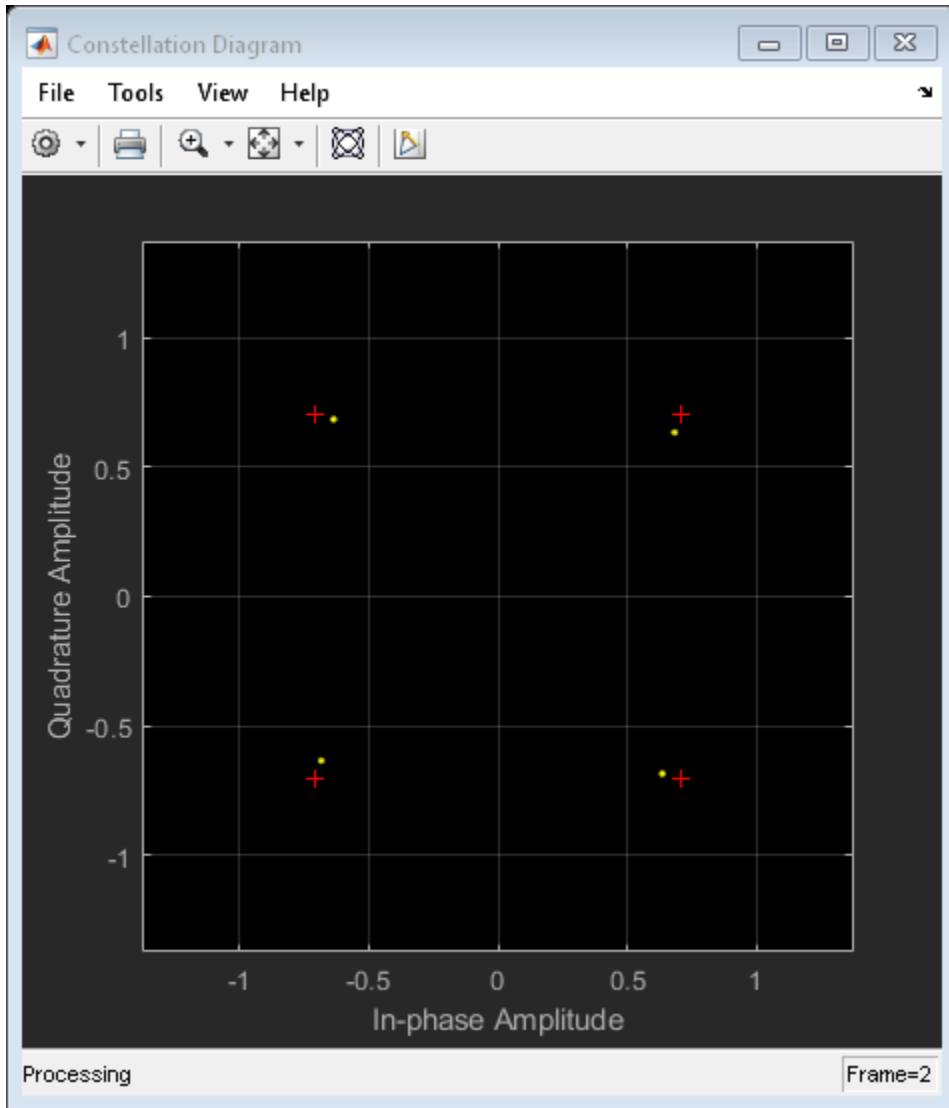 Constellation Diagram
File Tools View Help
1
0.5
0
-0.5
-1
Quadrature Amplitude
-1 -0.5 0 0.5 1
In-phase Amplitude
Processing Frame=2